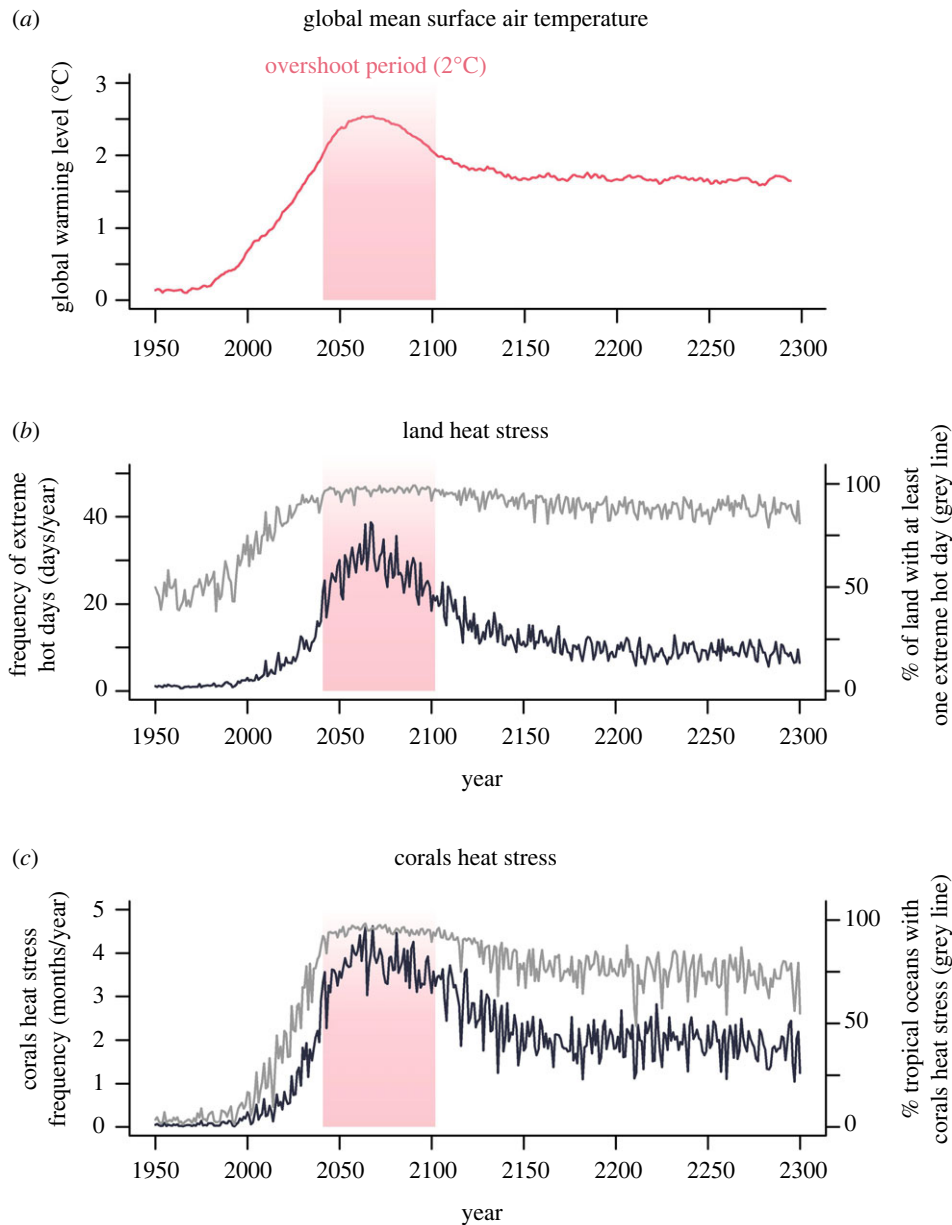 (a)
global mean surface air temperature
overshoot period (2°C)
global warming level (°C)
3
2
1
0
1950 2000 2050 2100 2150 2200 2250 2300
(b)
land heat stress
frequency of extreme
hot days (days/year)
40
20
0
100
50
0
% of land with at least
one extreme hot day (grey line)
1950 2000 2050 2100 2150 2200 2250 2300
year
(c)
corals heat stress
corals heat stress
frequency (months/year)
5
4
3
2
1
0
100
50
0
% tropical oceans with
corals heat stress (grey line)
1950 2000 2050 2100 2150 2200 2250 2300
year